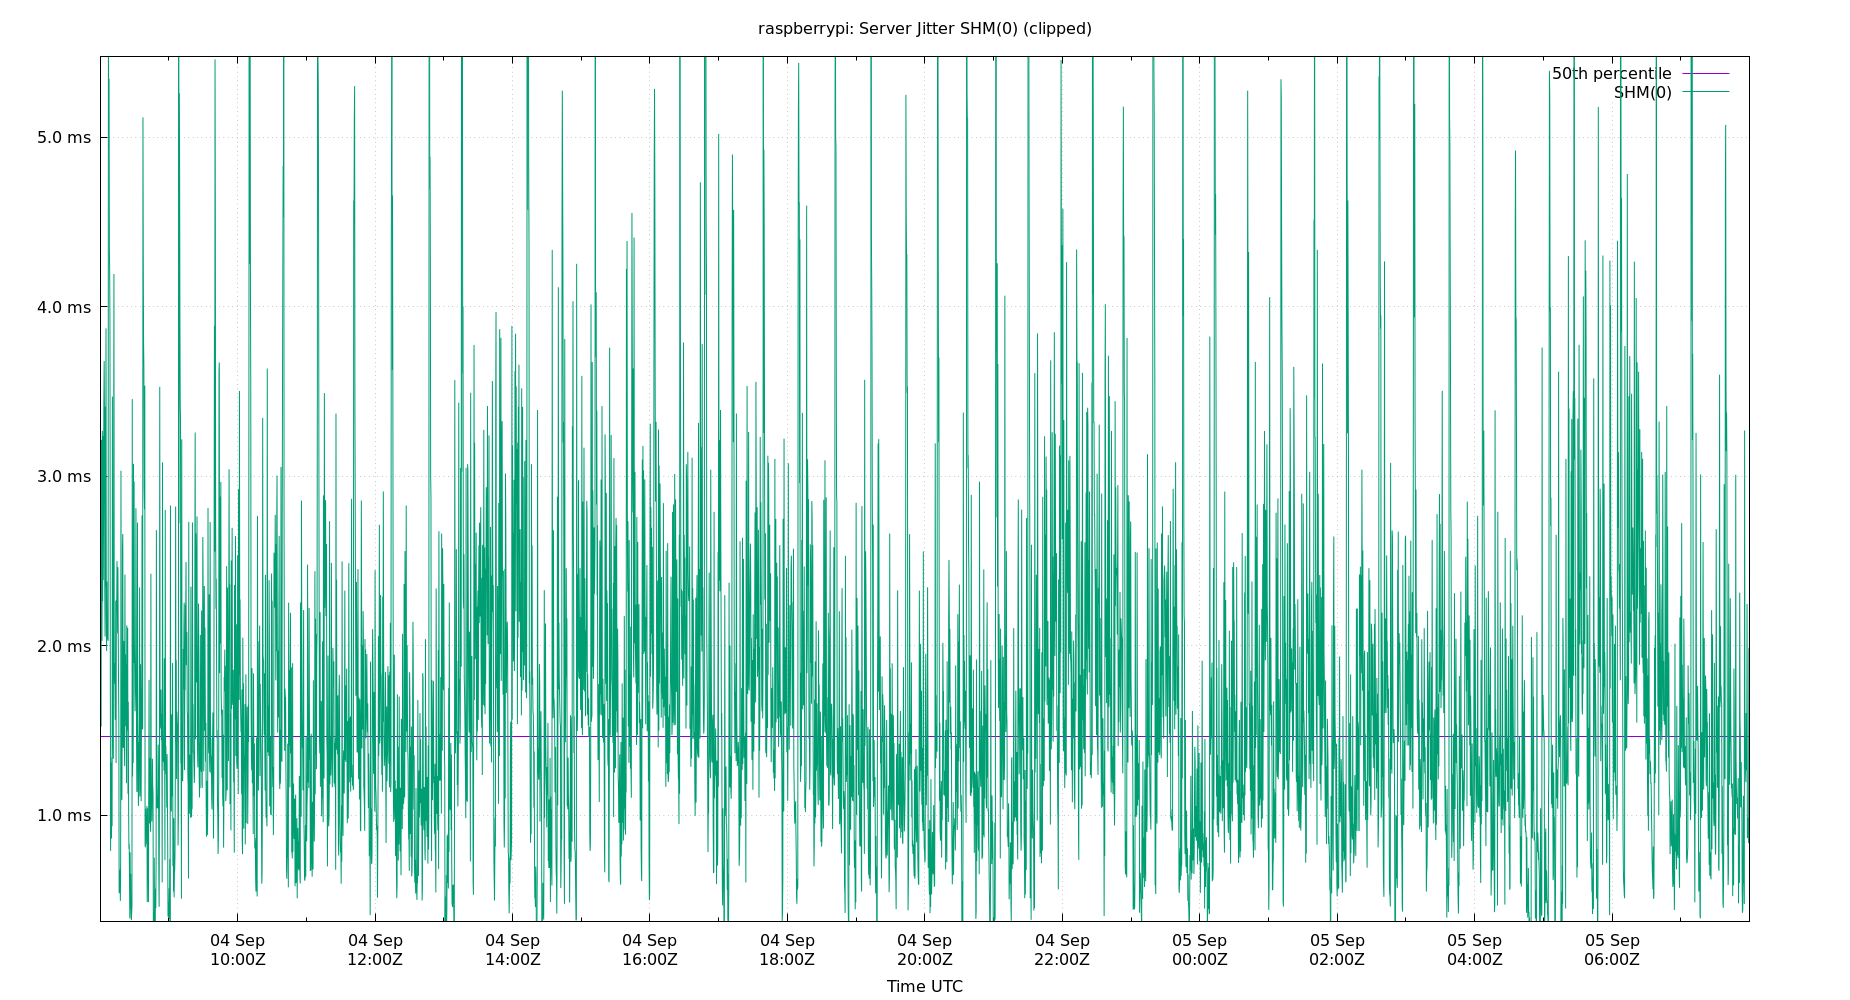 raspberrypi: Server Jitter SHM(0) (clipped)
50th percentile
SHM(0)
5.0 ms
4.0 ms
3.0 ms
2.0 ms
1.0 ms
04 Sep 04 Sep 04 Sep 04 Sep 04 Sep 04 Sep 04 Sep 05 Sep 05 Sep 05 Sep 05 Sep
10:00Z 12:00Z 14:00Z 16:00Z 18:00Z 20:00Z 22:00Z 00:00Z 02:00Z 04:00Z 06:00Z
Time UTC